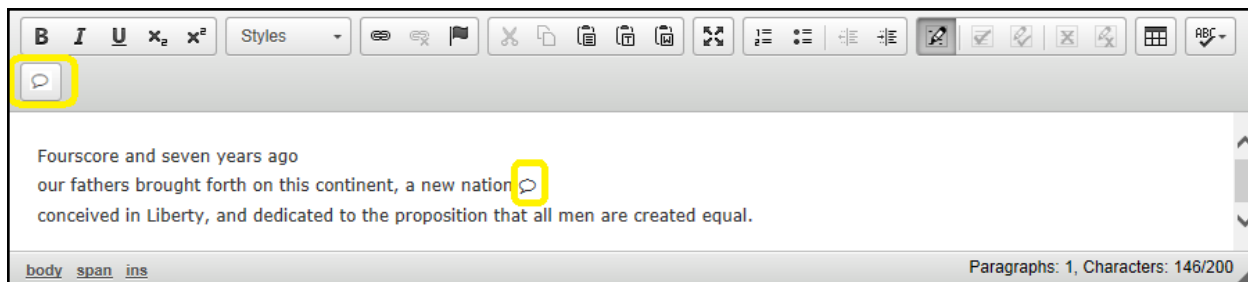 B I U x₂ x² Styles ABC
Fourscore and seven years ago
our fathers brought forth on this continent, a new nation
conceived in Liberty, and dedicated to the proposition that all men are created equal.
body span ins Paragraphs: 1, Characters: 146/200